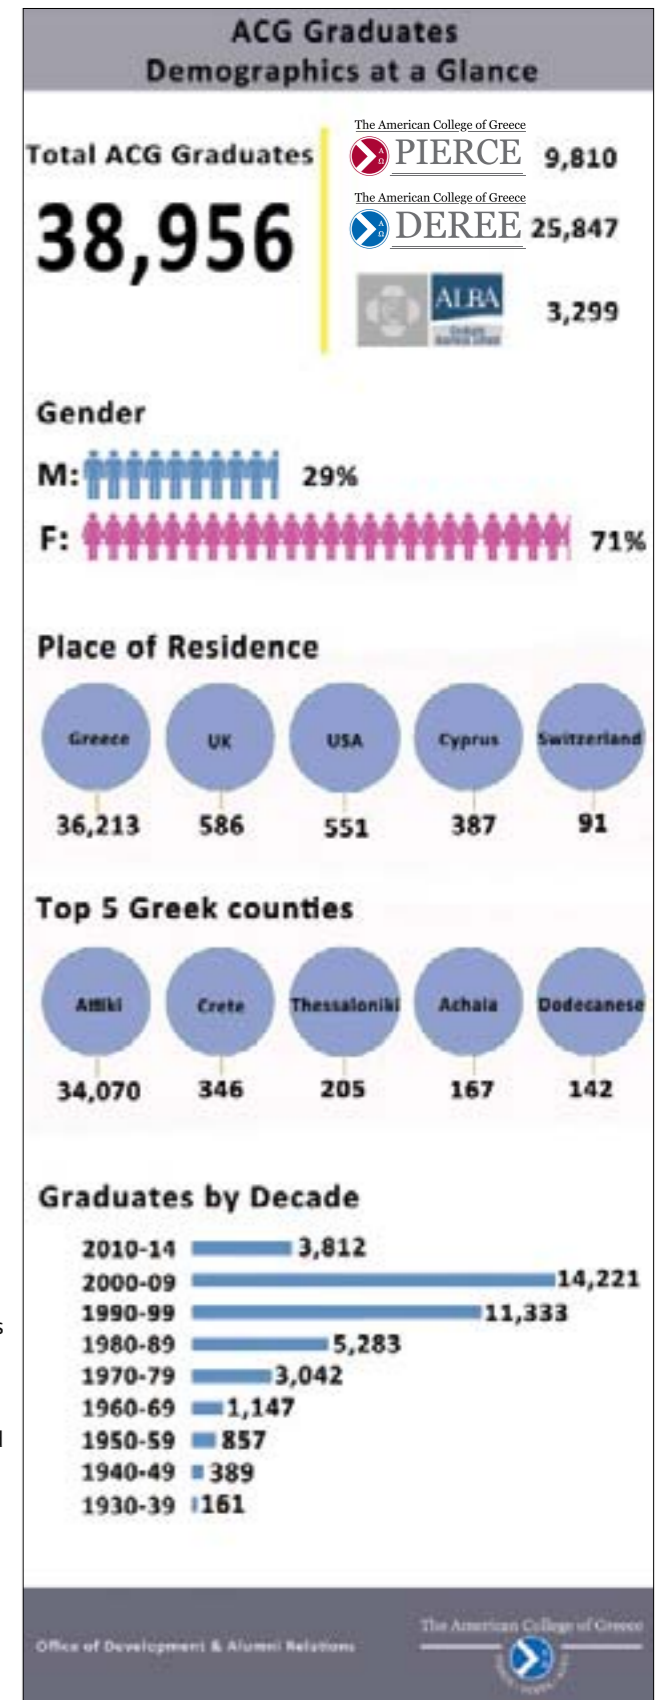 ACG Graduates
Demographics at a Glance
Total ACG Graduates
38,956
The American College of Greece
PIERCE 9,810
The American College of Greece
DEREE 25,847
ALBA
3,299
Gender
M: 29%
F: 71%
Place of Residence
Greece UK USA Cyprus Switzerland
36,213 586 551 387 91
Top 5 Greek counties
Attiki Crete Thessaloniki Achaia Dodecanese
34,070 346 205 167 142
Graduates by Decade
2010-14 3,812
2000-09 14,221
1990-99 11,333
1980-89 5,283
1970-79 3,042
1960-69 1,147
1950-59 857
1940-49 389
1930-39 161
Office of Development & Alumni Relations
The American College of Greece